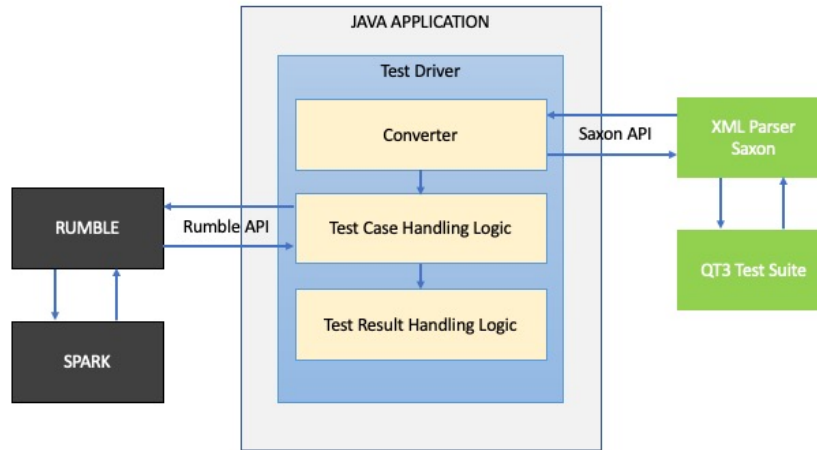 JAVA APPLICATION
Test Driver
Converter
Saxon API
XML Parser
Saxon
RUMBLE
Rumble API
Test Case Handling Logic
QT3 Test Suite
Test Result Handling Logic
SPARK